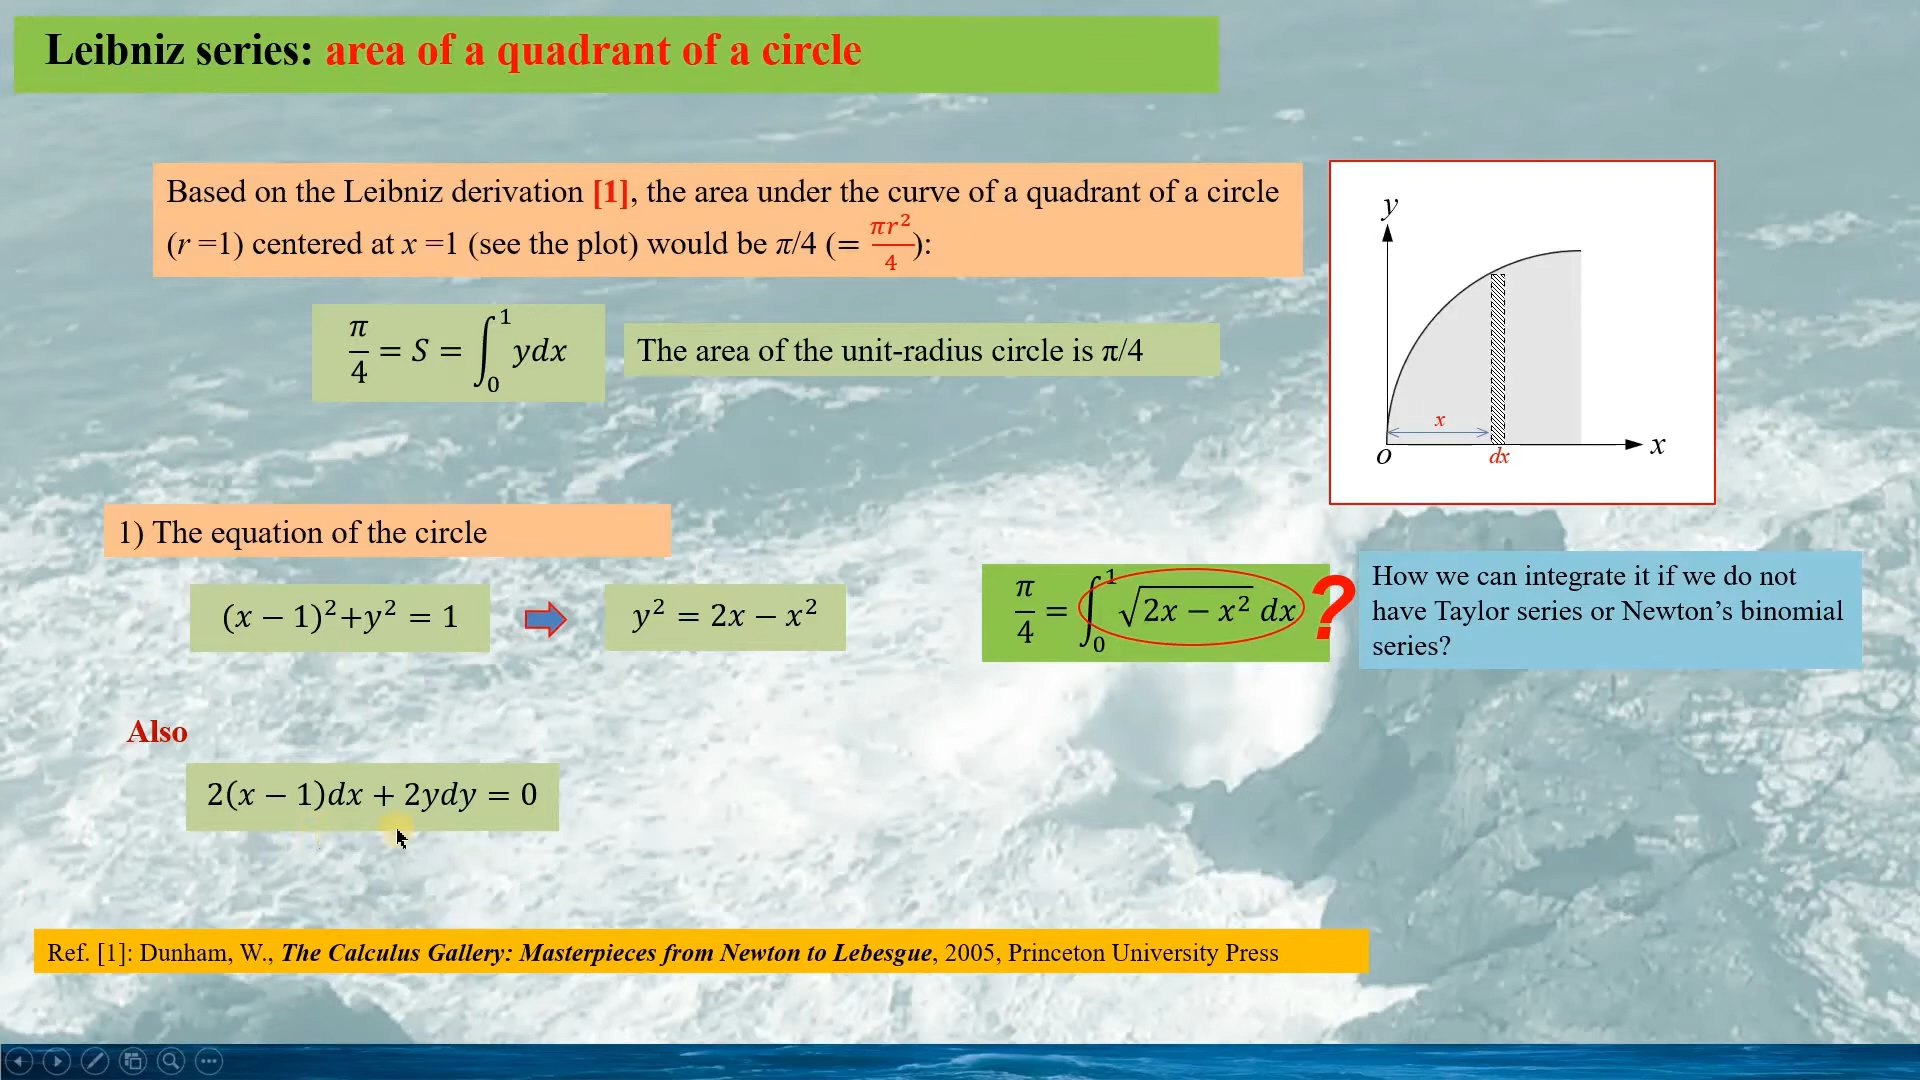 Leibniz series: area of a quadrant of a circle
Based on the Leibniz derivation [1], the area under the curve of a quadrant of a circle
(r =1) centered at x =1 (see the plot) would be π/4 (= πr²/4):
π/4 = S = ∫₀¹ ydx
The area of the unit-radius circle is π/4
y
x
o
dx
x
1) The equation of the circle
(x − 1)²+y² = 1
y² = 2x − x²
π/4 = ∫₀¹ √(2x − x²) dx
?
How we can integrate it if we do not
have Taylor series or Newton's binomial
series?
Also
2(x − 1)dx + 2ydy = 0
Ref. [1]: Dunham, W., The Calculus Gallery: Masterpieces from Newton to Lebesgue, 2005, Princeton University Press